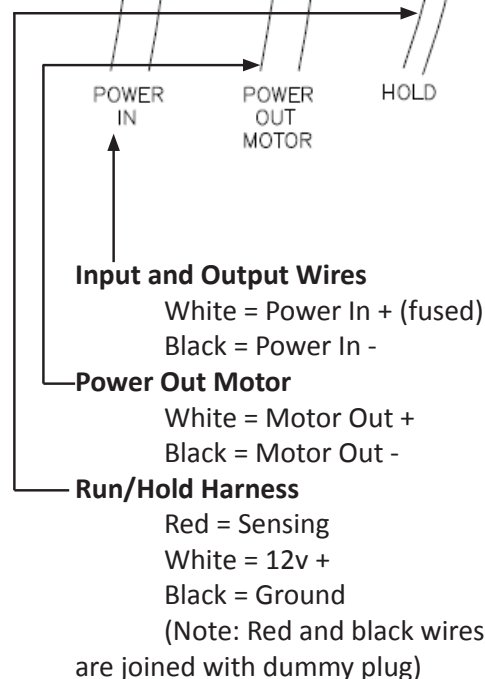 POWER IN
POWER OUT MOTOR
HOLD
Input and Output Wires
White = Power In + (fused)
Black = Power In -
Power Out Motor
White = Motor Out +
Black = Motor Out -
Run/Hold Harness
Red = Sensing
White = 12v +
Black = Ground
(Note: Red and black wires
are joined with dummy plug)